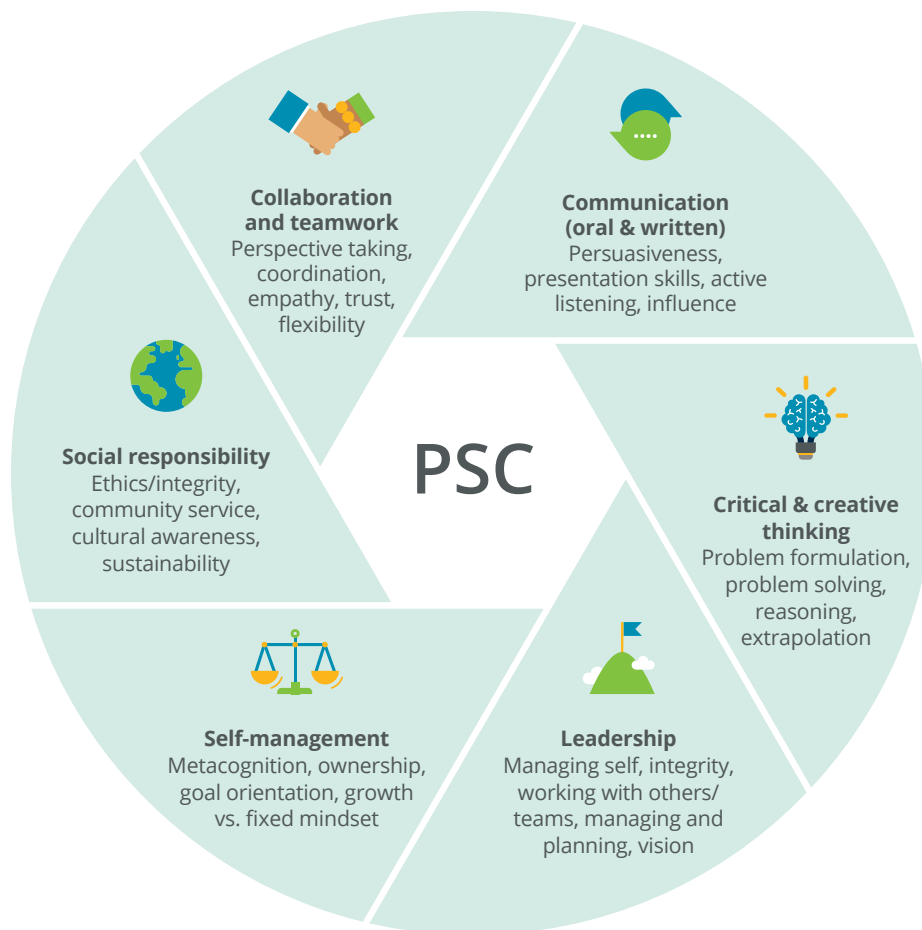 Collaboration
and teamwork
Perspective taking,
coordination,
empathy, trust,
flexibility
Communication
(oral & written)
Persuasiveness,
presentation skills, active
listening, influence
Social responsibility
Ethics/integrity,
community service,
cultural awareness,
sustainability
PSC
Critical & creative
thinking
Problem formulation,
problem solving,
reasoning,
extrapolation
Self-management
Metacognition, ownership,
goal orientation, growth
vs. fixed mindset
Leadership
Managing self, integrity,
working with others/
teams, managing and
planning, vision